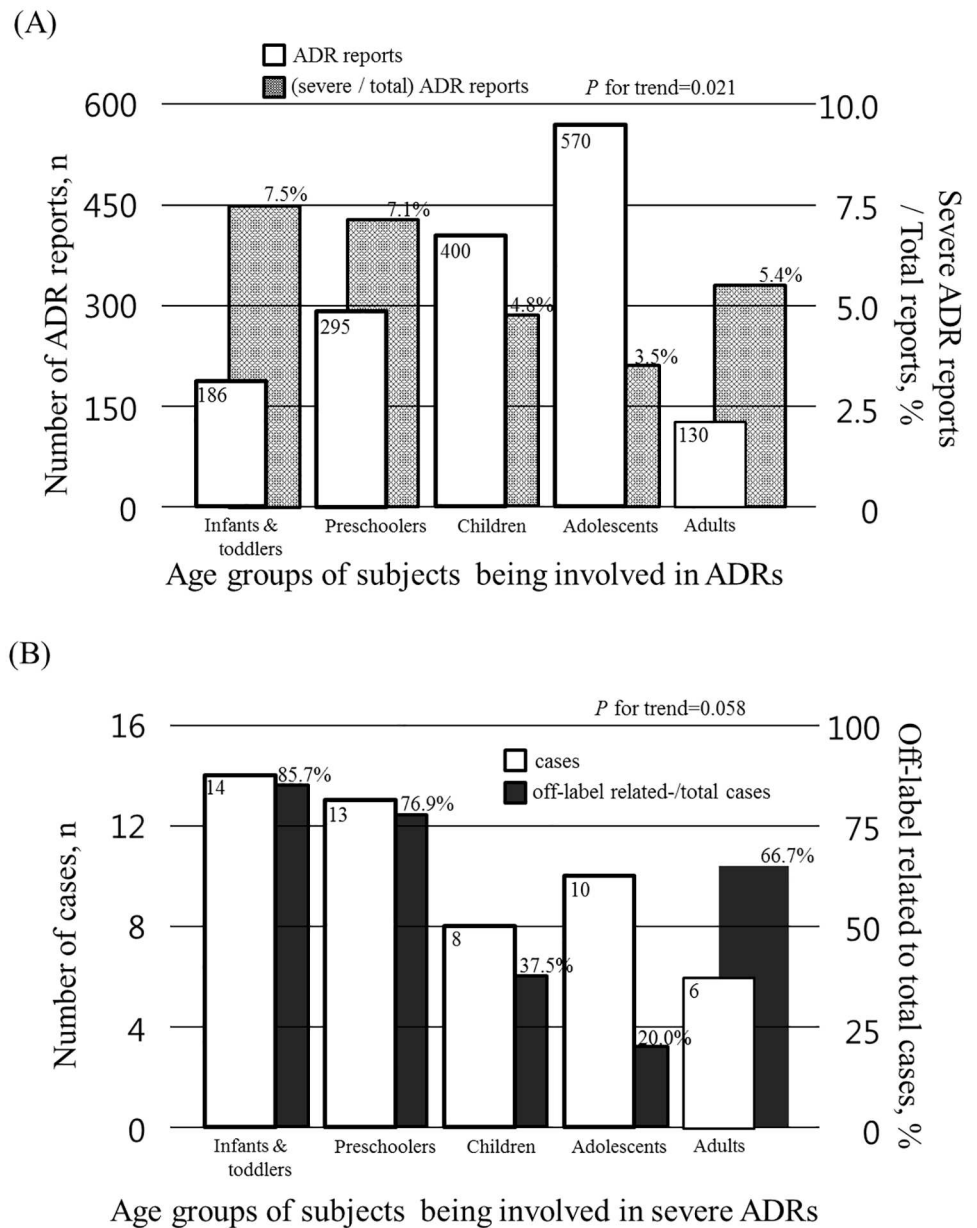 (A)
ADR reports
(severe / total) ADR reports
P for trend=0.021
600
450
300
150
0
Number of ADR reports, n
10.0
7.5
5.0
2.5
0
Severe ADR reports
/ Total reports, %
186
7.5%
295
7.1%
400
4.8%
570
3.5%
130
5.4%
Infants &
toddlers
Preschoolers
Children
Adolescents
Adults
Age groups of subjects being involved in ADRs
(B)
P for trend=0.058
cases
off-label related-/total cases
16
12
8
4
0
Number of cases, n
100
75
50
25
0
Off-label related to total cases, %
14
85.7%
13
76.9%
8
37.5%
10
20.0%
6
66.7%
Infants &
toddlers
Preschoolers
Children
Adolescents
Adults
Age groups of subjects being involved in severe ADRs